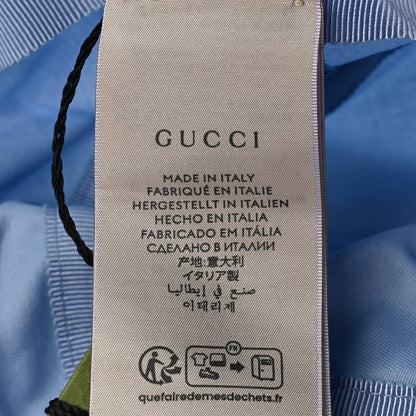 GUCCI
MADE IN ITALY
FABRIQUÉ EN ITALIE
HERGESTELLT IN ITALIEN
HECHO EN ITALIA
FABRICADO EM ITÁLIA
СДЕЛАНО В ИТАЛИИ
产地:意大利
イタリア製
صنع في إيطاليا
이태리제
FR
quefairedemesdechets.fr